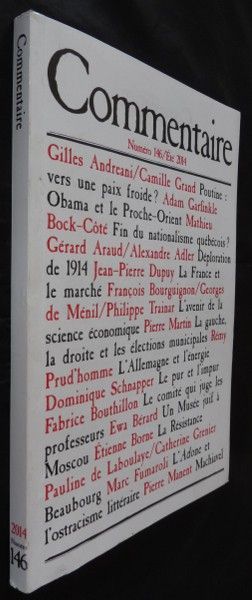 Commentaire
2014
Numéro
146
Commentaire
Numéro 146/Été 2014
Gilles Andreani/Camille Grand Poutine :
vers une paix froide ? Adam Garfinkle
Obama et le Proche-Orient Mathieu
Bock-Côté Fin du nationalisme québécois ?
Gérard Araud/Alexandre Adler Déploration
de 1914 Jean-Pierre Dupuy La France et
le marché François Bourguignon/Georges
de Ménil/Philippe Trainar L'avenir de la
science économique Pierre Martin La gauche,
la droite et les élections municipales Rémy
Prud'homme L'Allemagne et l'énergie
Dominique Schnapper Le pur et l'impur
Fabrice Bouthillon Le comité qui juge les
professeurs Ewa Bérard Un Musée juif à
Moscou Étienne Borne La Résistance
Pauline de Laboulaye/Catherine Grenier
Beaubourg Marc Fumaroli L'Adone et
l'ostracisme littéraire Pierre Manent Machiavel